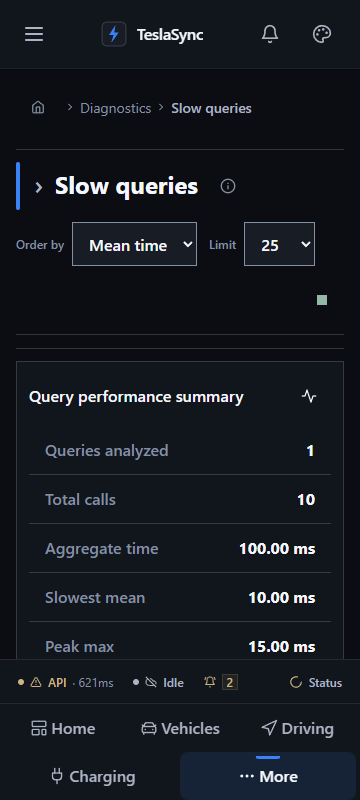 TeslaSync
Diagnostics Slow queries
Slow queries
Order by Mean time Limit 25
Query performance summary
Queries analyzed 1
Total calls 10
Aggregate time 100.00 ms
Slowest mean 10.00 ms
Peak max 15.00 ms
API · 621ms Idle 2 Status
Home Vehicles Driving
Charging More